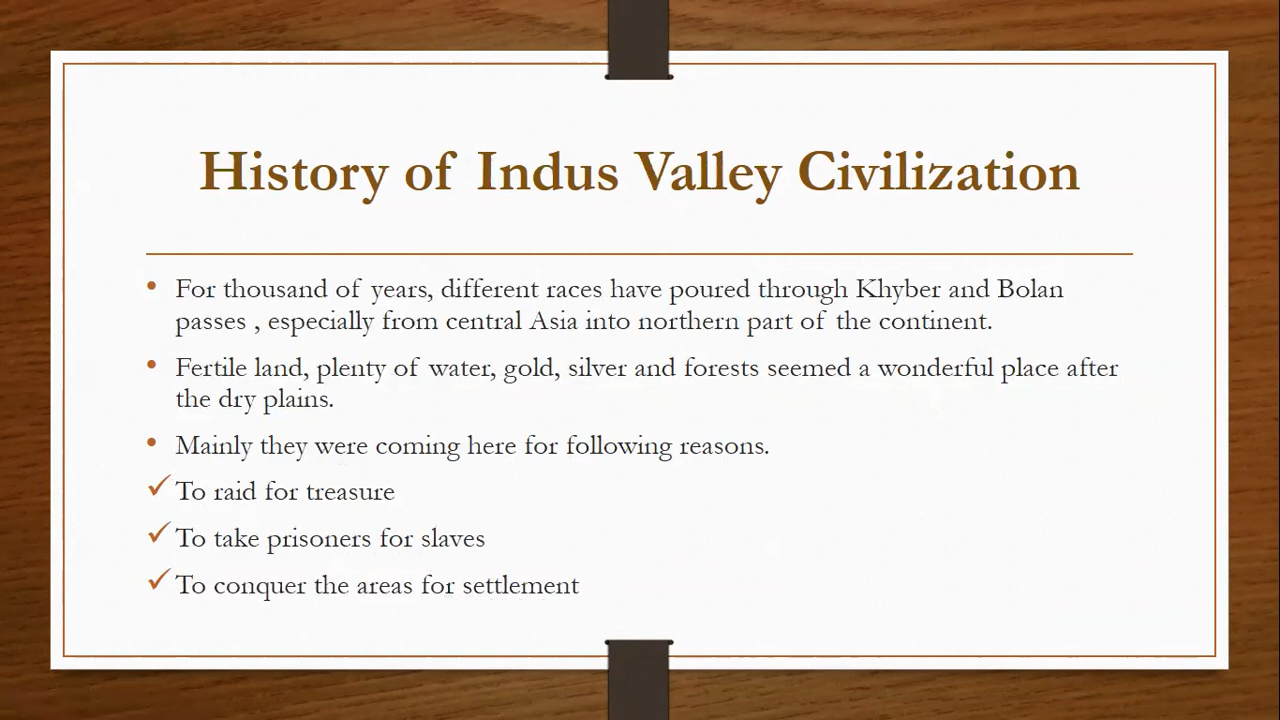 History of Indus Valley Civilization
• For thousand of years, different races have poured through Khyber and Bolan
passes , especially from central Asia into northern part of the continent.
• Fertile land, plenty of water, gold, silver and forests seemed a wonderful place after
the dry plains.
• Mainly they were coming here for following reasons.
✓ To raid for treasure
✓ To take prisoners for slaves
✓ To conquer the areas for settlement